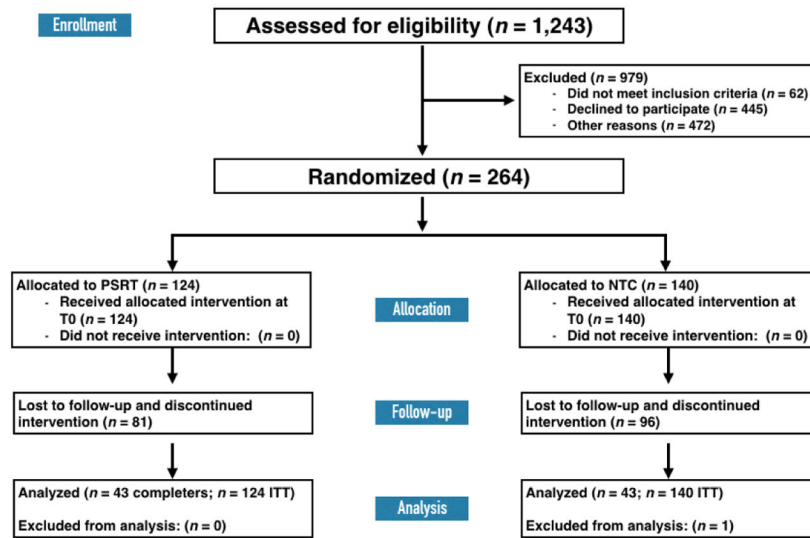 Enrollment
Assessed for eligibility (n = 1,243)
Excluded (n = 979)
- Did not meet inclusion criteria (n = 62)
- Declined to participate (n = 445)
- Other reasons (n = 472)
Randomized (n = 264)
Allocated to PSRT (n = 124)
- Received allocated intervention at
T0 (n = 124)
- Did not receive intervention: (n = 0)
Allocation
Allocated to NTC (n = 140)
- Received allocated intervention at
T0 (n = 140)
- Did not receive intervention: (n = 0)
Lost to follow-up and discontinued
intervention (n = 81)
Follow-up
Lost to follow-up and discontinued
intervention (n = 96)
Analyzed (n = 43 completers; n = 124 ITT)
Excluded from analysis: (n = 0)
Analysis
Analyzed (n = 43; n = 140 ITT)
Excluded from analysis: (n = 1)